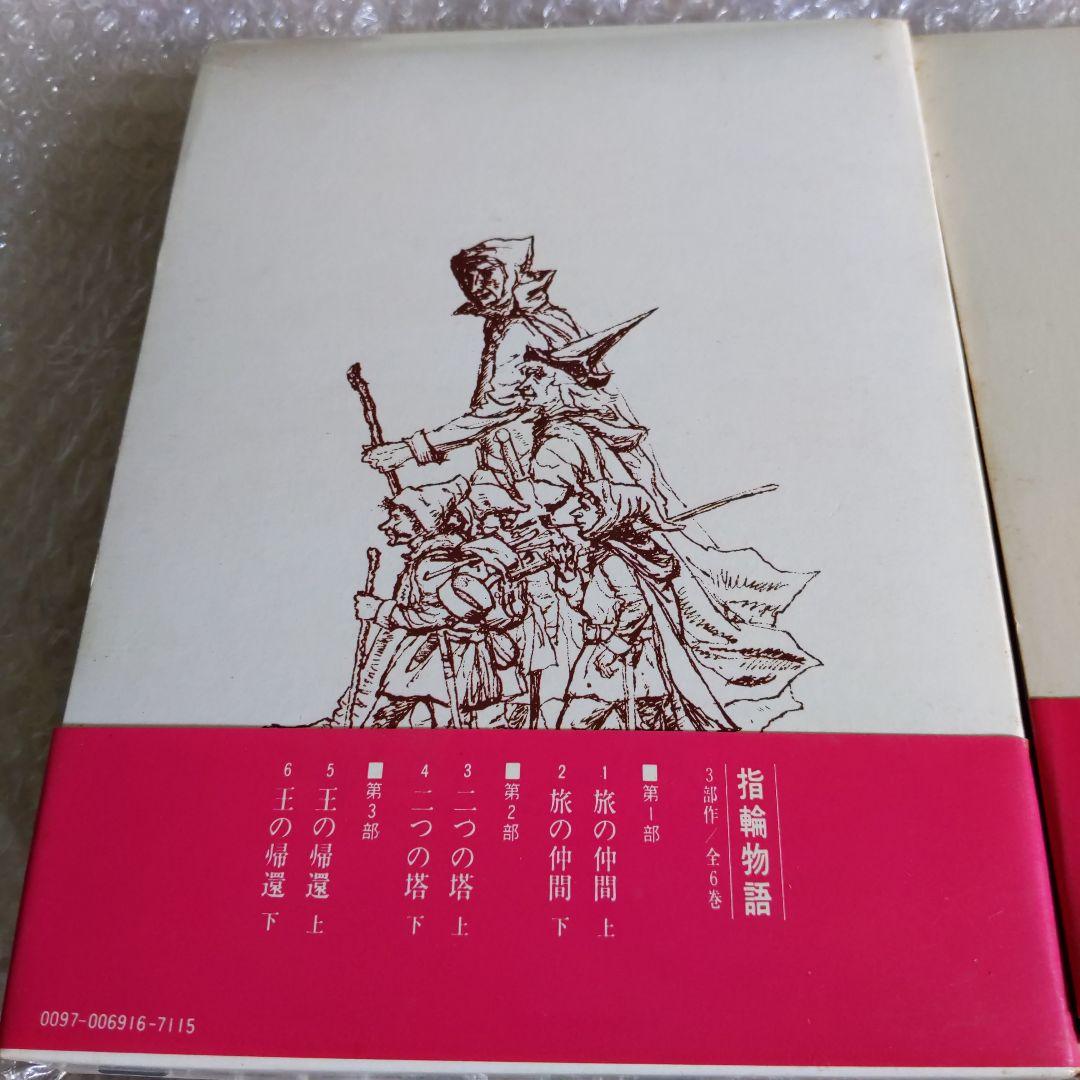 指輪物語
3部作/全6巻
■第1部
1 旅の仲間 上
2 旅の仲間 下
■第2部
3 二つの塔 上
4 二つの塔 下
■第3部
5 王の帰還 上
6 王の帰還 下
0097-006916-7115